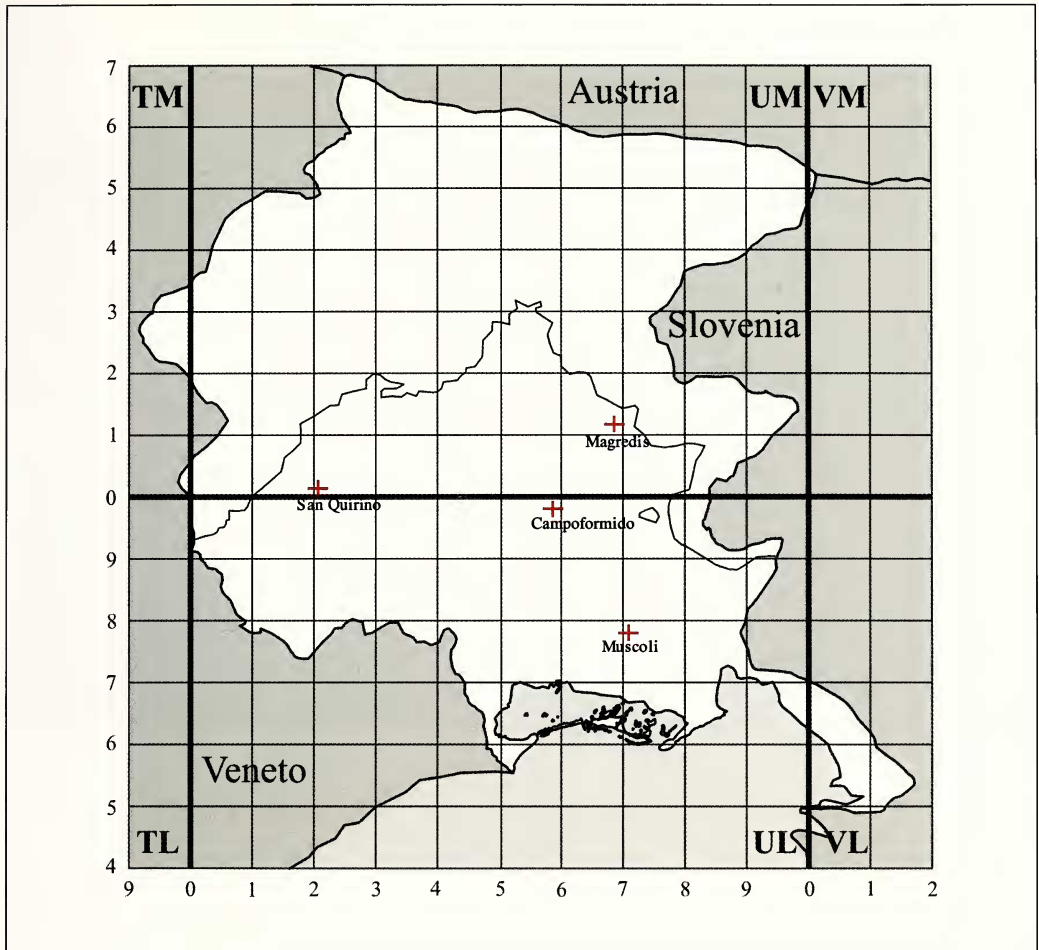 7
TM
Austria
UM
VM
6
5
4
3
Slovenia
2
1
Magredis
0
San Quirino
Campoformido
9
8
Muscoli
7
6
Veneto
5
TL
UL
VL
4
9 0 1 2 3 4 5 6 7 8 9 0 1 2